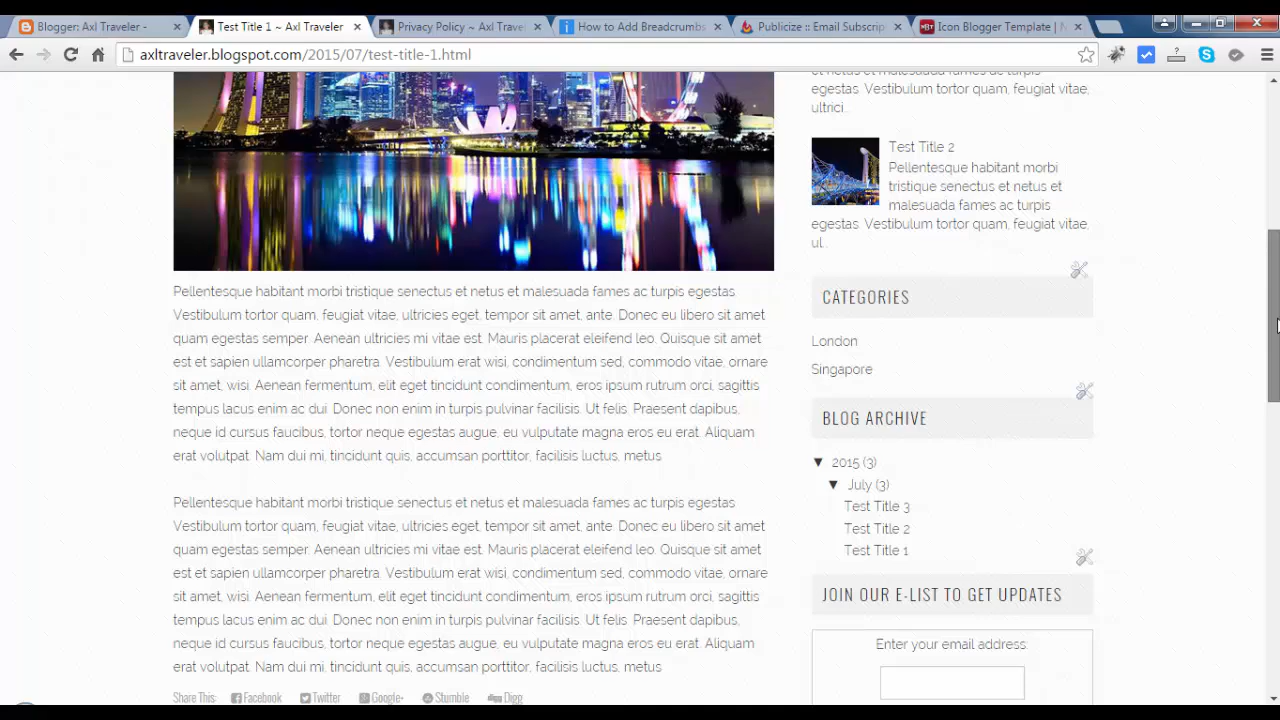 Blogger: Axl Traveler -
Test Title 1 ~ Axl Traveler
Privacy Policy ~ Axl Trave
How to Add Breadcrumbs
Publicize :: Email Subscrip
Icon Blogger Template |
axltraveler.blogspot.com/2015/07/test-title-1.html
Pellentesque habitant morbi tristique senectus et netus et malesuada fames ac turpis egestas.
Vestibulum tortor quam, feugiat vitae, ultricies eget, tempor sit amet, ante. Donec eu libero sit amet
quam egestas semper. Aenean ultricies mi vitae est. Mauris placerat eleifend leo. Quisque sit amet
est et sapien ullamcorper pharetra. Vestibulum erat wisi, condimentum sed, commodo vitae, ornare
sit amet, wisi. Aenean fermentum, elit eget tincidunt condimentum, eros ipsum rutrum orci, sagittis
tempus lacus enim ac dui. Donec non enim in turpis pulvinar facilisis. Ut felis. Praesent dapibus,
neque id cursus faucibus, tortor neque egestas augue, eu vulputate magna eros eu erat. Aliquam
erat volutpat. Nam dui mi, tincidunt quis, accumsan porttitor, facilisis luctus, metus
Pellentesque habitant morbi tristique senectus et netus et malesuada fames ac turpis egestas.
Vestibulum tortor quam, feugiat vitae, ultricies eget, tempor sit amet, ante. Donec eu libero sit amet
quam egestas semper. Aenean ultricies mi vitae est. Mauris placerat eleifend leo. Quisque sit amet
est et sapien ullamcorper pharetra. Vestibulum erat wisi, condimentum sed, commodo vitae, ornare
sit amet, wisi. Aenean fermentum, elit eget tincidunt condimentum, eros ipsum rutrum orci, sagittis
tempus lacus enim ac dui. Donec non enim in turpis pulvinar facilisis. Ut felis. Praesent dapibus,
neque id cursus faucibus, tortor neque egestas augue, eu vulputate magna eros eu erat. Aliquam
erat volutpat. Nam dui mi, tincidunt quis, accumsan porttitor, facilisis luctus, metus
Share This: Facebook Twitter Google+ Stumble Digg
et netus et malesuada fames ac turpis
egestas. Vestibulum tortor quam, feugiat vitae,
ultrici...
Test Title 2
Pellentesque habitant morbi
tristique senectus et netus et
malesuada fames ac turpis
egestas. Vestibulum tortor quam, feugiat vitae,
ul...
CATEGORIES
London
Singapore
BLOG ARCHIVE
▼ 2015 (3)
▼ July (3)
Test Title 3
Test Title 2
Test Title 1
JOIN OUR E-LIST TO GET UPDATES
Enter your email address: